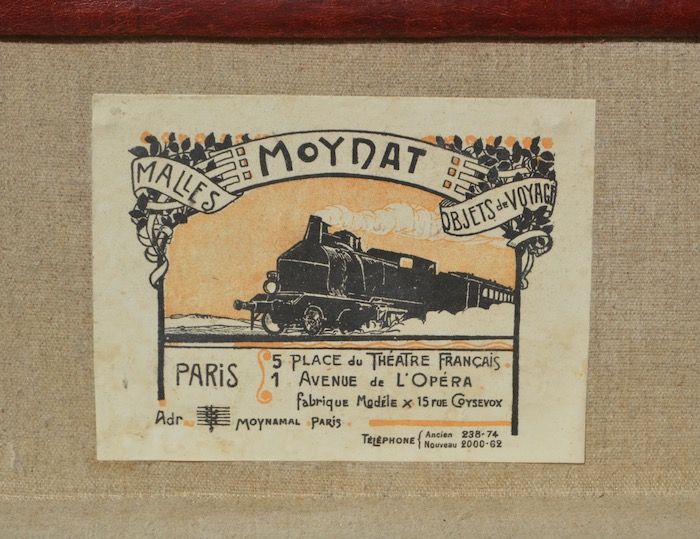 MOYNAT
MALLES
OBJETS de VOYAGE
PARIS
5 PLACE du THÉATRE FRANÇAIS
1 AVENUE de L'OPÉRA
fabrique Modèle x 15 rue COYSEVOX
Adr. MOYNAMAL PARIS
TÉLÉPHONE { Ancien 238-74
Nouveau 2000-62